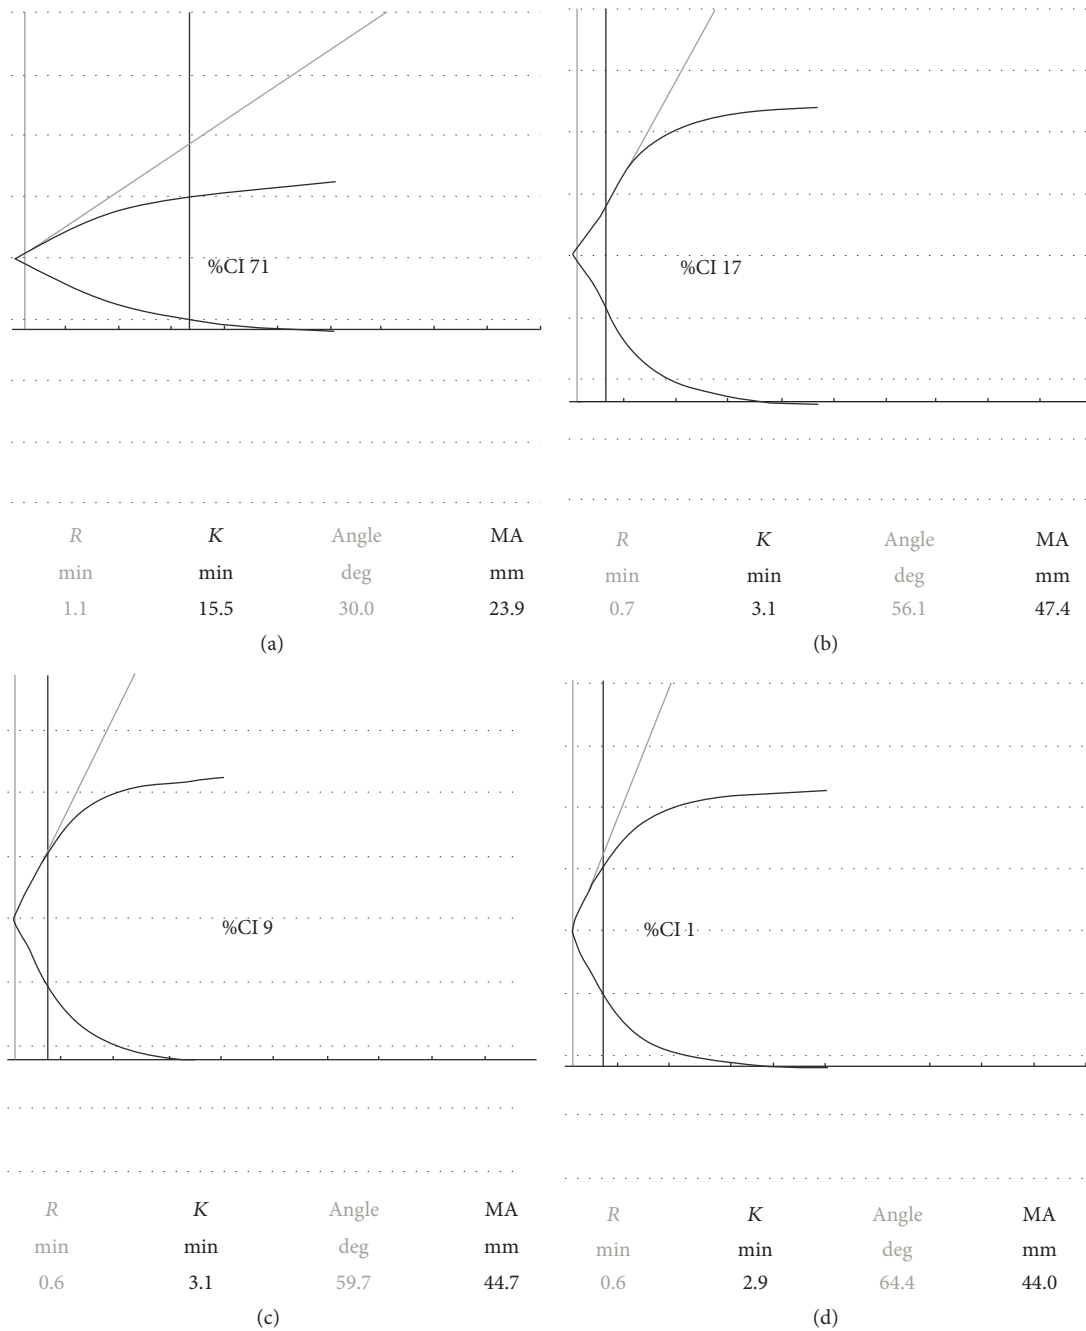 %CI 71
R K Angle MA
min min deg mm
1.1 15.5 30.0 23.9
(a)
%CI 17
R K Angle MA
min min deg mm
0.7 3.1 56.1 47.4
(b)
%CI 9
R K Angle MA
min min deg mm
0.6 3.1 59.7 44.7
(c)
%CI 1
R K Angle MA
min min deg mm
0.6 2.9 64.4 44.0
(d)